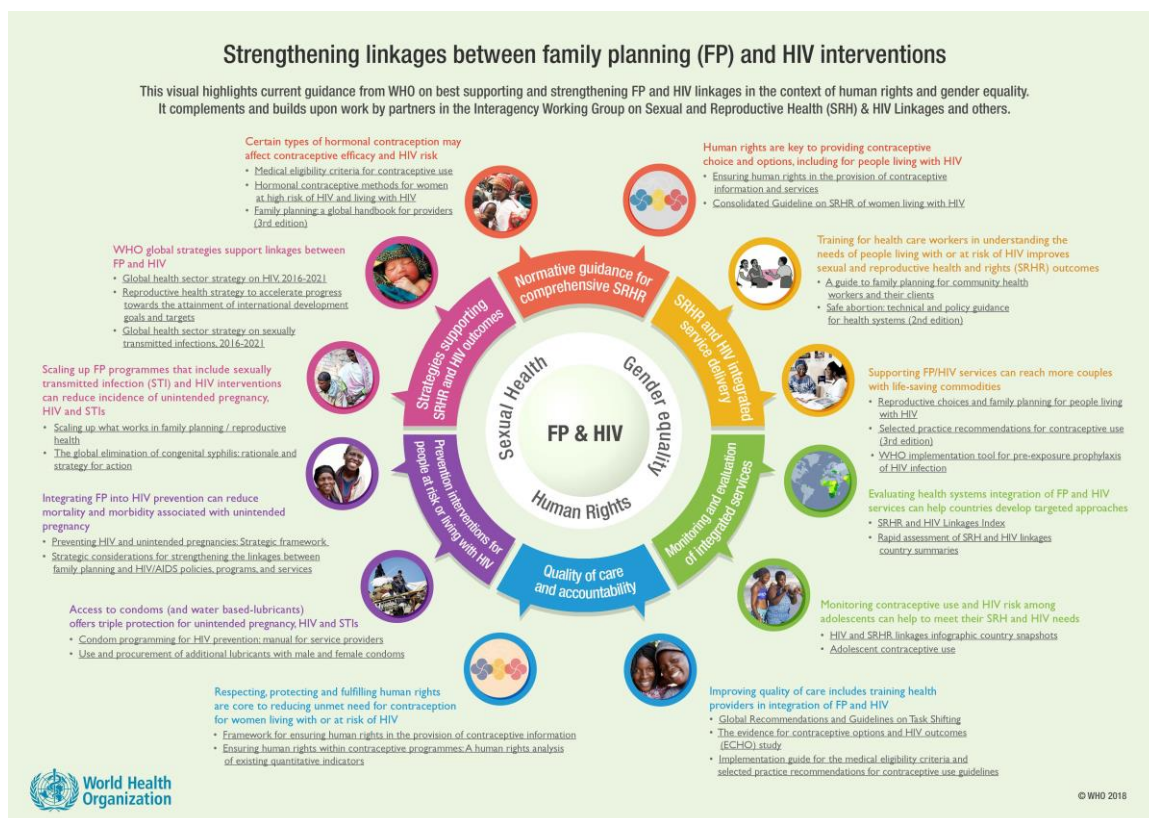 Strengthening linkages between family planning (FP) and HIV interventions
This visual highlights current guidance from WHO on best supporting and strengthening FP and HIV linkages in the context of human rights and gender equality.
It complements and builds upon work by partners in the Interagency Working Group on Sexual and Reproductive Health (SRH) & HIV Linkages and others.
Certain types of hormonal contraception may
affect contraceptive efficacy and HIV risk
• Medical eligibility criteria for contraceptive use
• Hormonal contraceptive methods for women
at high risk of HIV and living with HIV
• Family planning: a global handbook for providers
(3rd edition)
Human rights are key to providing contraceptive
choice and options, including for people living with HIV
• Ensuring human rights in the provision of contraceptive
information and services
• Consolidated Guideline on SRHR of women living with HIV
WHO global strategies support linkages between
FP and HIV
• Global health sector strategy on HIV, 2016-2021
• Reproductive health strategy to accelerate progress
towards the attainment of international development
goals and targets
• Global health sector strategy on sexually
transmitted infections, 2016-2021
Training for health care workers in understanding the
needs of people living with or at risk of HIV improves
sexual and reproductive health and rights (SRHR) outcomes
• A guide to family planning for community health
workers and their clients
• Safe abortion: technical and policy guidance
for health systems (2nd edition)
Scaling up FP programmes that include sexually
transmitted infection (STI) and HIV interventions
can reduce incidence of unintended pregnancy,
HIV and STIs
• Scaling up what works in family planning / reproductive
health
• The global elimination of congenital syphilis: rationale and
strategy for action
Supporting FP/HIV services can reach more couples
with life-saving commodities
• Reproductive choices and family planning for people living
with HIV
• Selected practice recommendations for contraceptive use
(3rd edition)
• WHO implementation tool for pre-exposure prophylaxis
of HIV infection
Integrating FP into HIV prevention can reduce
mortality and morbidity associated with unintended
pregnancy
• Preventing HIV and unintended pregnancies: Strategic framework
• Strategic considerations for strengthening the linkages between
family planning and HIV/AIDS policies, programs, and services
Evaluating health systems integration of FP and HIV
services can help countries develop targeted approaches
• SRHR and HIV Linkages Index
• Rapid assessment of SRH and HIV linkages
country summaries
Access to condoms (and water based-lubricants)
offers triple protection for unintended pregnancy, HIV and STIs
• Condom programming for HIV prevention: manual for service providers
• Use and procurement of additional lubricants with male and female condoms
Monitoring contraceptive use and HIV risk among
adolescents can help to meet their SRH and HIV needs
• HIV and SRHR linkages infographic country snapshots
• Adolescent contraceptive use
Respecting, protecting and fulfilling human rights
are core to reducing unmet need for contraception
for women living with or at risk of HIV
• Framework for ensuring human rights in the provision of contraceptive information
• Ensuring human rights within contraceptive programmes: A human rights analysis
of existing quantitative indicators
Improving quality of care includes training health
providers in integration of FP and HIV
• Global Recommendations and Guidelines on Task Shifting
• The evidence for contraceptive options and HIV outcomes
(ECHO) study
• Implementation guide for the medical eligibility criteria and
selected practice recommendations for contraceptive use guidelines
Normative guidance for
comprehensive SRHR
SRHR and HIV integrated
service delivery
Monitoring and evaluation
of integrated services
Quality of care
and accountability
Prevention interventions for
people at risk or living with HIV
Strategies supporting
SRHR and HIV outcomes
Sexual Health
Gender equality
Human Rights
FP & HIV
World Health
Organization
© WHO 2018